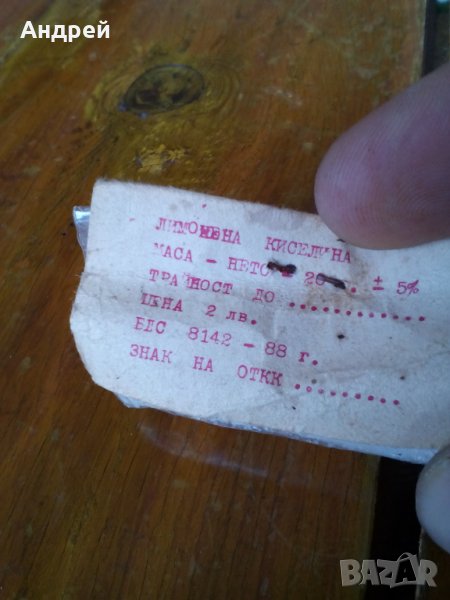 Андрей
ЛИМОНЕНА КИСЕЛИНА
МАСА - НЕТО - 20 . ± 5%
ТРАЙНОСТ ДО ............
ЦЕНА 2 лв.
БДС 8142 - 88 г.
ЗНАК НА ОТКК ..........
BAZAR